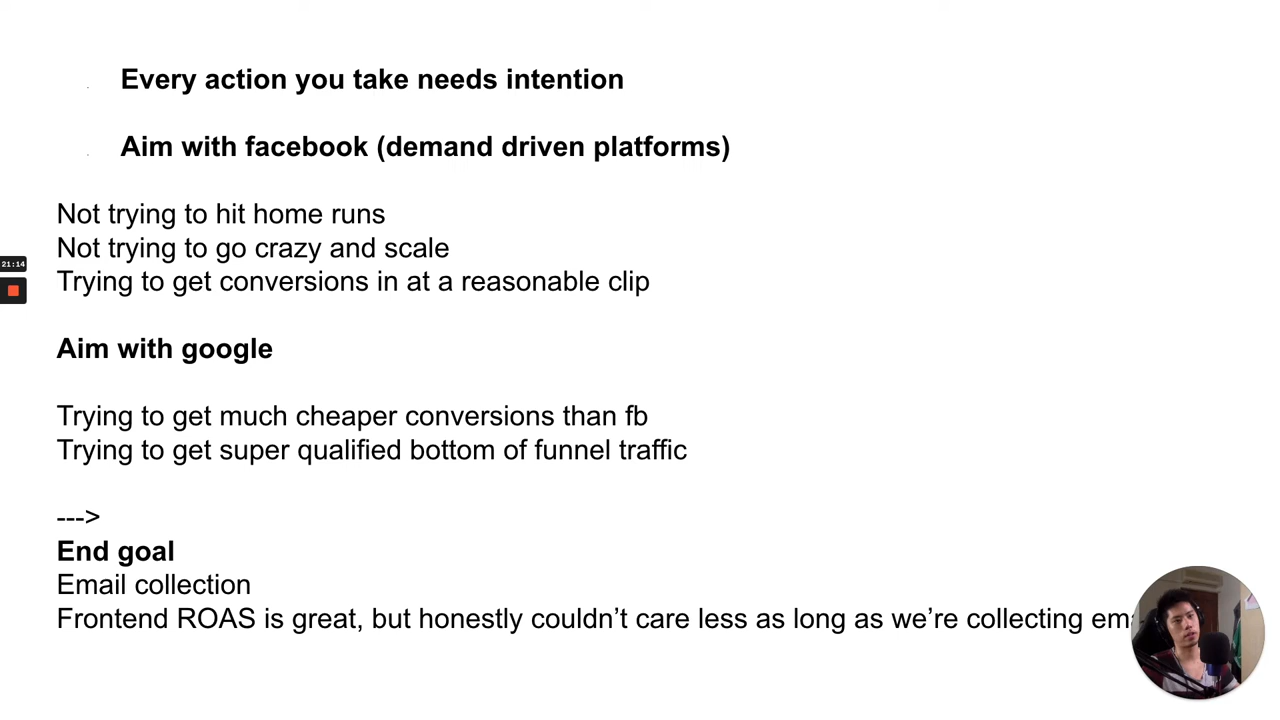 Every action you take needs intention
Aim with facebook (demand driven platforms)
Not trying to hit home runs
Not trying to go crazy and scale
21:14
Trying to get conversions in at a reasonable clip
Aim with google
Trying to get much cheaper conversions than fb
Trying to get super qualified bottom of funnel traffic
--->
End goal
Email collection
Frontend ROAS is great, but honestly couldn’t care less as long as we’re collecting